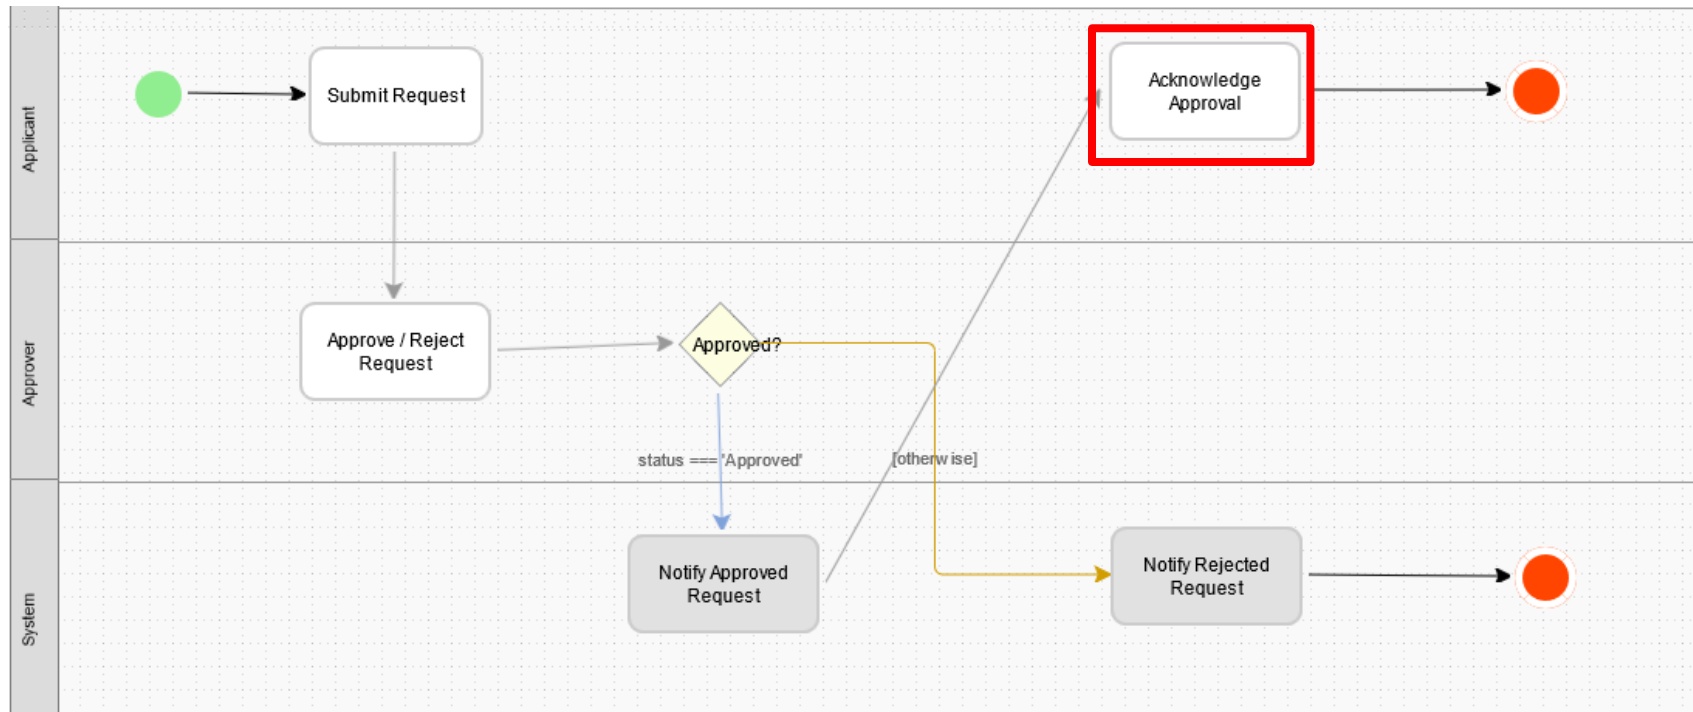 Applicant
Submit Request
Acknowledge
Approval
Approver
Approve / Reject
Request
Approved?
status === 'Approved'
[otherwise]
System
Notify Approved
Request
Notify Rejected
Request